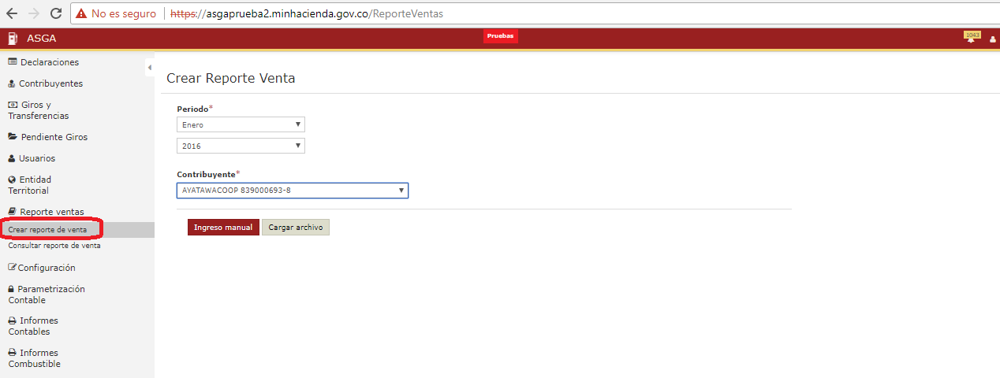 No es seguro https://asgaprueba2.minhacienda.gov.co/ReporteVentas
ASGA
Pruebas
1043
Declaraciones
Contribuyentes
Giros y
Transferencias
Pendiente Giros
Usuarios
Entidad
Territorial
Reporte ventas
Crear reporte de venta
Consultar reporte de venta
Configuración
Parametrización
Contable
Informes
Contables
Informes
Combustible
Crear Reporte Venta
Periodo*
Enero
2016
Contribuyente*
AYATAWACOOP 839000693-8
Ingreso manual Cargar archivo